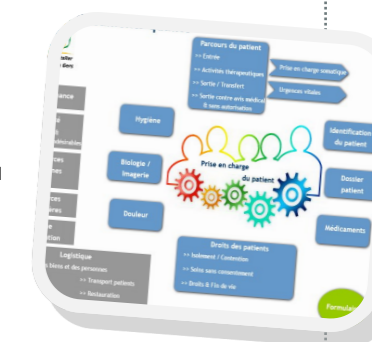 Parcours du patient
>> Entrée
>> Activités thérapeutiques
>> Sortie / Transfert
>> Sortie contre avis médical
& sans autorisation
Prise en charge somatique
Urgences vitales
Hygiène
Biologie /
Imagerie
Douleur
Prise en charge
du patient
Identification
du patient
Dossier
patient
Médicaments
Droits des patients
>> Isolement / Contention
>> Soins sans consentement
>> Droits & Fin de vie
Logistique
biens et des personnes
>> Transport patients
>> Restauration
Formulai